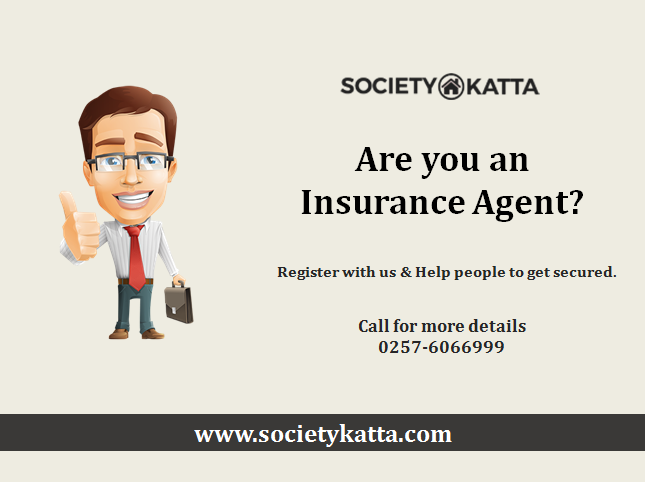 SOCIETY KATTA
Are you an
Insurance Agent?
Register with us & Help people to get secured.
Call for more details
0257-6066999
www.societykatta.com